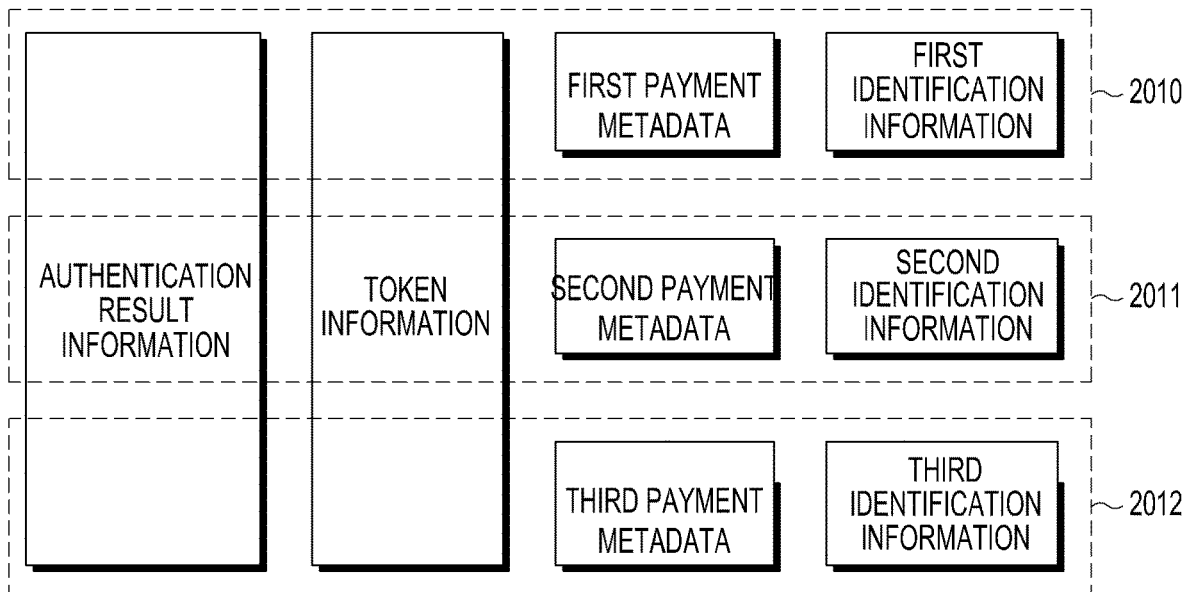 FIRST PAYMENT
METADATA
FIRST
IDENTIFICATION
INFORMATION
2010
AUTHENTICATION
RESULT
INFORMATION
TOKEN
INFORMATION
SECOND PAYMENT
METADATA
SECOND
IDENTIFICATION
INFORMATION
2011
THIRD PAYMENT
METADATA
THIRD
IDENTIFICATION
INFORMATION
2012